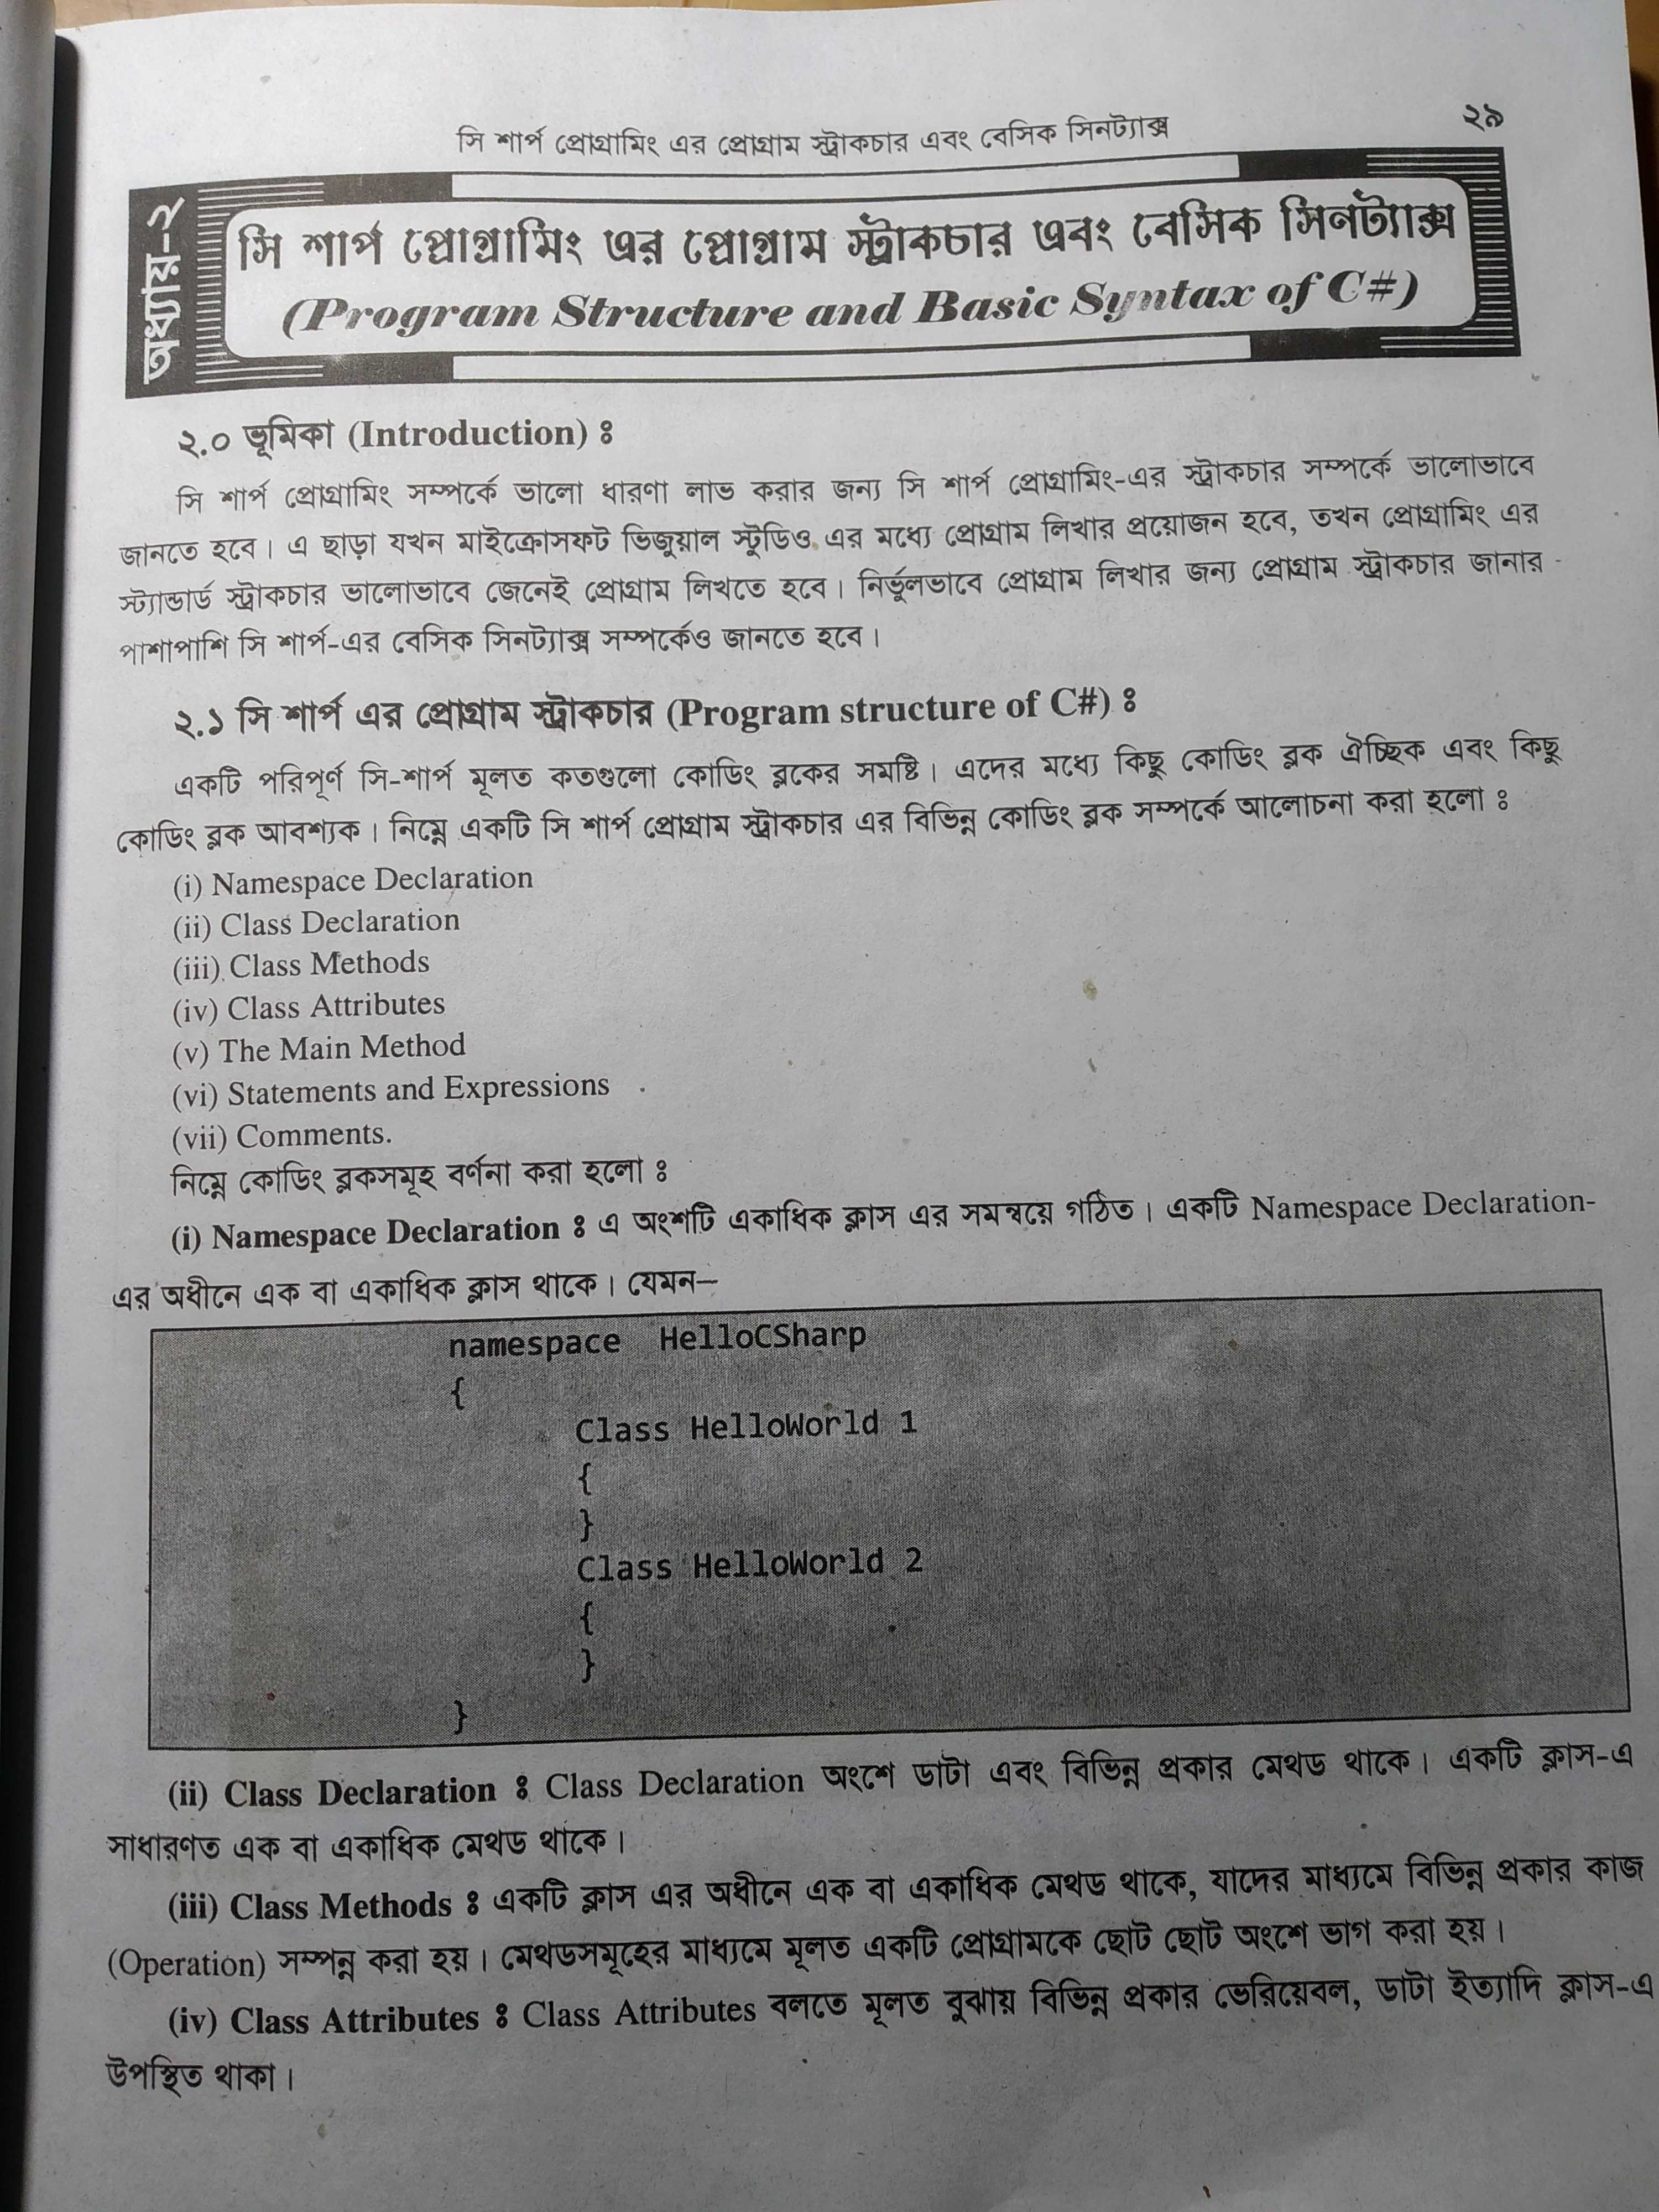 সি শার্প প্রোগ্রামিং এর প্রোগ্রাম স্ট্রাকচার এবং বেসিক সিনট্যাক্স
২৯
অধ্যায়-২
সি শার্প প্রোগ্রামিং এর প্রোগ্রাম স্ট্রাকচার এবং বেসিক সিনট্যাক্স
(Program Structure and Basic Syntax of C#)
২.০ ভূমিকা (Introduction) ঃ
সি শার্প প্রোগ্রামিং সম্পর্কে ভালো ধারণা লাভ করার জন্য সি শার্প প্রোগ্রামিং-এর স্ট্রাকচার সম্পর্কে ভালোভাবে
জানতে হবে। এ ছাড়া যখন মাইক্রোসফট ভিজুয়াল স্টুডিও এর মধ্যে প্রোগ্রাম লিখার প্রয়োজন হবে, তখন প্রোগ্রামিং এর
স্ট্যান্ডার্ড স্ট্রাকচার ভালোভাবে জেনেই প্রোগ্রাম লিখতে হবে। নির্ভুলভাবে প্রোগ্রাম লিখার জন্য প্রোগ্রাম স্ট্রাকচার জানার
পাশাপাশি সি শার্প-এর বেসিক সিনট্যাক্স সম্পর্কেও জানতে হবে।
২.১ সি শার্প এর প্রোগ্রাম স্ট্রাকচার (Program structure of C#) ঃ
একটি পরিপূর্ণ সি-শার্প মূলত কতগুলো কোডিং ব্লকের সমষ্টি। এদের মধ্যে কিছু কোডিং ব্লক ঐচ্ছিক এবং কিছু
কোডিং ব্লক আবশ্যক। নিম্নে একটি সি শার্প প্রোগ্রাম স্ট্রাকচার এর বিভিন্ন কোডিং ব্লক সম্পর্কে আলোচনা করা হলো ঃ
(i) Namespace Declaration
(ii) Class Declaration
(iii) Class Methods
(iv) Class Attributes
(v) The Main Method
(vi) Statements and Expressions
(vii) Comments.
নিম্নে কোডিং ব্লকসমূহ বর্ণনা করা হলো ঃ
(i) Namespace Declaration ঃ এ অংশটি একাধিক ক্লাস এর সমন্বয়ে গঠিত। একটি Namespace Declaration-
এর অধীনে এক বা একাধিক ক্লাস থাকে। যেমন—
namespace HelloCSharp
{
Class HelloWorld 1
{
}
Class HelloWorld 2
{
}
}
(ii) Class Declaration ঃ Class Declaration অংশে ডাটা এবং বিভিন্ন প্রকার মেথড থাকে। একটি ক্লাস-এ
সাধারণত এক বা একাধিক মেথড থাকে।
(iii) Class Methods ঃ একটি ক্লাস এর অধীনে এক বা একাধিক মেথড থাকে, যাদের মাধ্যমে বিভিন্ন প্রকার কাজ
(Operation) সম্পন্ন করা হয়। মেথডসমূহের মাধ্যমে মূলত একটি প্রোগ্রামকে ছোট ছোট অংশে ভাগ করা হয়।
(iv) Class Attributes ঃ Class Attributes বলতে মূলত বুঝায় বিভিন্ন প্রকার ভেরিয়েবল, ডাটা ইত্যাদি ক্লাস-এ
উপস্থিত থাকা।